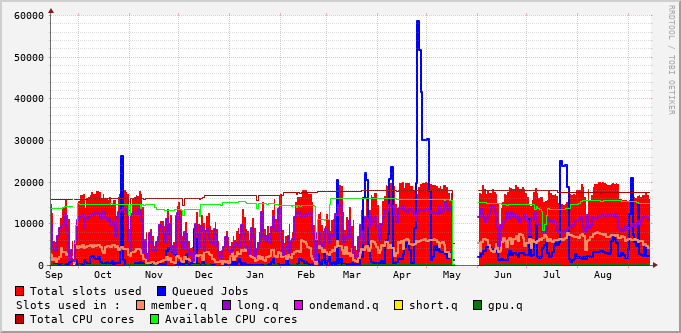 RRDTOOL / TOBI OETIKER
60000
50000
40000
30000
20000
10000
0
Sep Oct Nov Dec Jan Feb Mar Apr May Jun Jul Aug
Total slots used Queued Jobs
Slots used in : member.q long.q ondemand.q short.q gpu.q
Total CPU cores Available CPU cores